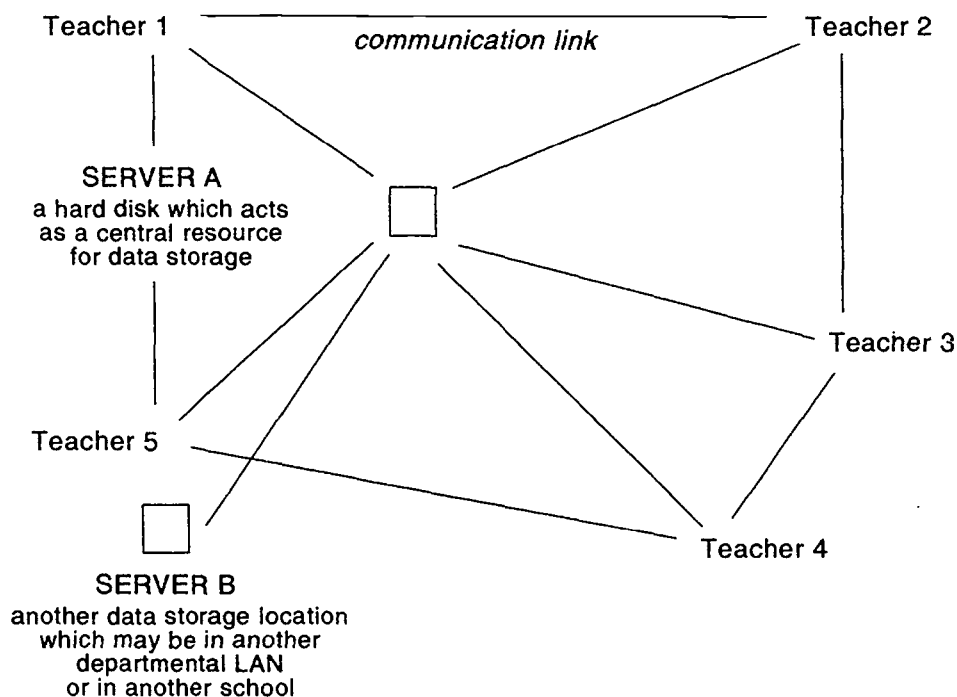 Teacher 1
communication link
Teacher 2
SERVER A
a hard disk which acts
as a central resource
for data storage
Teacher 3
Teacher 5
Teacher 4
SERVER B
another data storage location
which may be in another
departmental LAN
or in another school